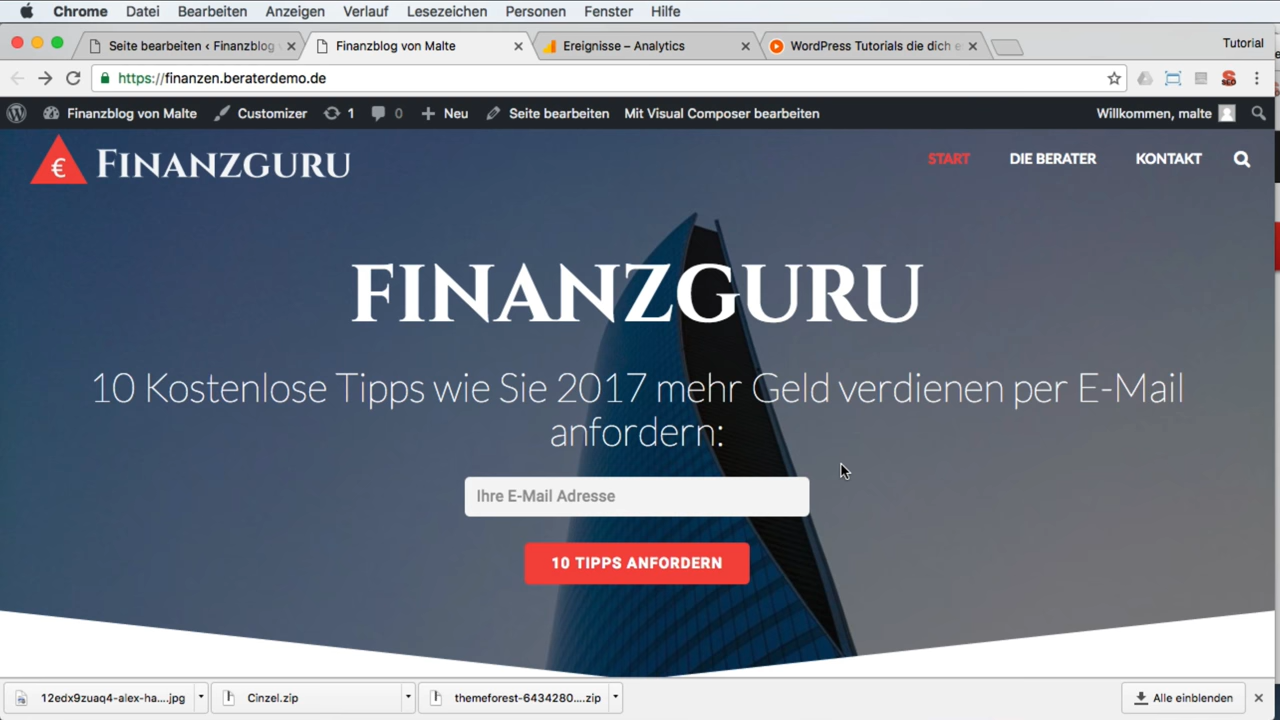 Chrome Datei Bearbeiten Anzeigen Verlauf Lesezeichen Personen Fenster Hilfe
Seite bearbeiten ‹ Finanzblog
Finanzblog von Malte
Ereignisse – Analytics
WordPress Tutorials die dich
Tutorial
https://finanzen.beraterdemo.de
Finanzblog von Malte Customizer 1 0 Neu Seite bearbeiten Mit Visual Composer bearbeiten Willkommen, malte
€ FINANZGURU
START DIE BERATER KONTAKT
FINANZGURU
10 Kostenlose Tipps wie Sie 2017 mehr Geld verdienen per E-Mail
anfordern:
Ihre E-Mail Adresse
10 TIPPS ANFORDERN
12edx9zuaq4-alex-ha....jpg
Cinzel.zip
themeforest-6434280....zip
Alle einblenden